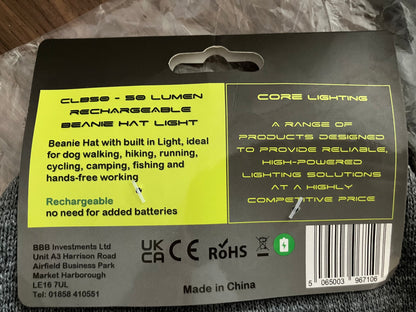 CLB50 - 50 LUMEN
RECHARGEABLE
BEANIE HAT LIGHT
Beanie Hat with built in Light, ideal
for dog walking, hiking, running,
cycling, camping, fishing and
hands-free working
Rechargeable
no need for added batteries
CORE LIGHTING
A RANGE OF
PRODUCTS DESIGNED
TO PROVIDE RELIABLE,
HIGH-POWERED
LIGHTING SOLUTIONS
AT A HIGHLY
COMPETITIVE PRICE
BBB Investments Ltd
Unit A3 Harrison Road
Airfield Business Park
Market Harborough
LE16 7UL
Tel: 01858 410551
UK
CA CE RoHS
Made in China
5 065003 967106